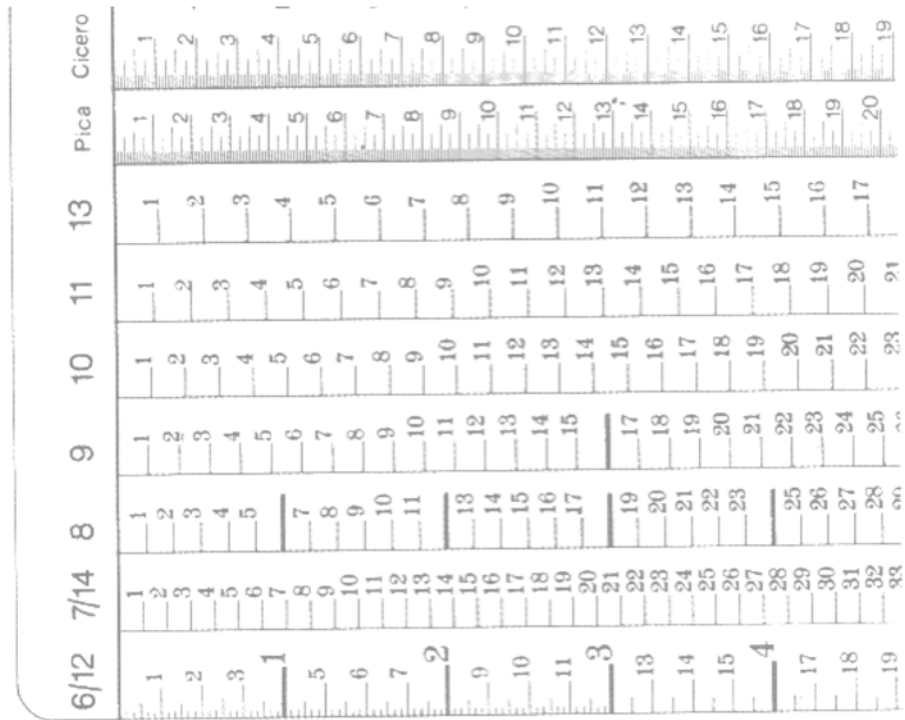 Cicero 1 2 3 4 5 6 7 8 9 10 11 12 13 14 15 16 17 18 19
Pica 1 2 3 4 5 6 7 8 9 10 11 12 13 14 15 16 17 18 19 20
13 1 2 3 4 5 6 7 8 9 10 11 12 13 14 15 16 17
11 1 2 3 4 5 6 7 8 9 10 11 12 13 14 15 16 17 18 19 20 21
10 1 2 3 4 5 6 7 8 9 10 11 12 13 14 15 16 17 18 19 20 21 22 23
9 1 2 3 4 5 6 7 8 9 10 11 12 13 14 15 17 18 19 20 21 22 23 24 25
8 1 2 3 4 5 7 8 9 10 11 13 14 15 16 17 19 20 21 22 23 25 26 27 28
7/14 1 2 3 4 5 6 7 8 9 10 11 12 13 14 15 16 17 18 19 20 21 22 23 24 25 26 27 28 29 30 31 32 33
6/12 1 2 3 1 5 6 7 2 9 10 11 3 13 14 15 4 17 18 19